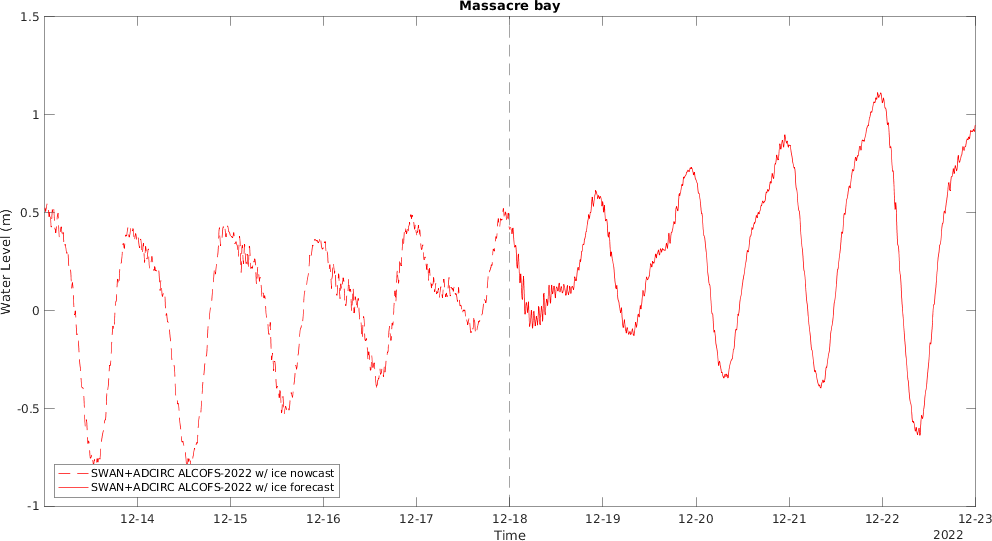 Massacre bay
1.5
1
0.5
0
-0.5
-1
Water Level (m)
SWAN+ADCIRC ALCOFS-2022 w/ ice nowcast
SWAN+ADCIRC ALCOFS-2022 w/ ice forecast
12-14 12-15 12-16 12-17 12-18 12-19 12-20 12-21 12-22 12-23
Time
2022